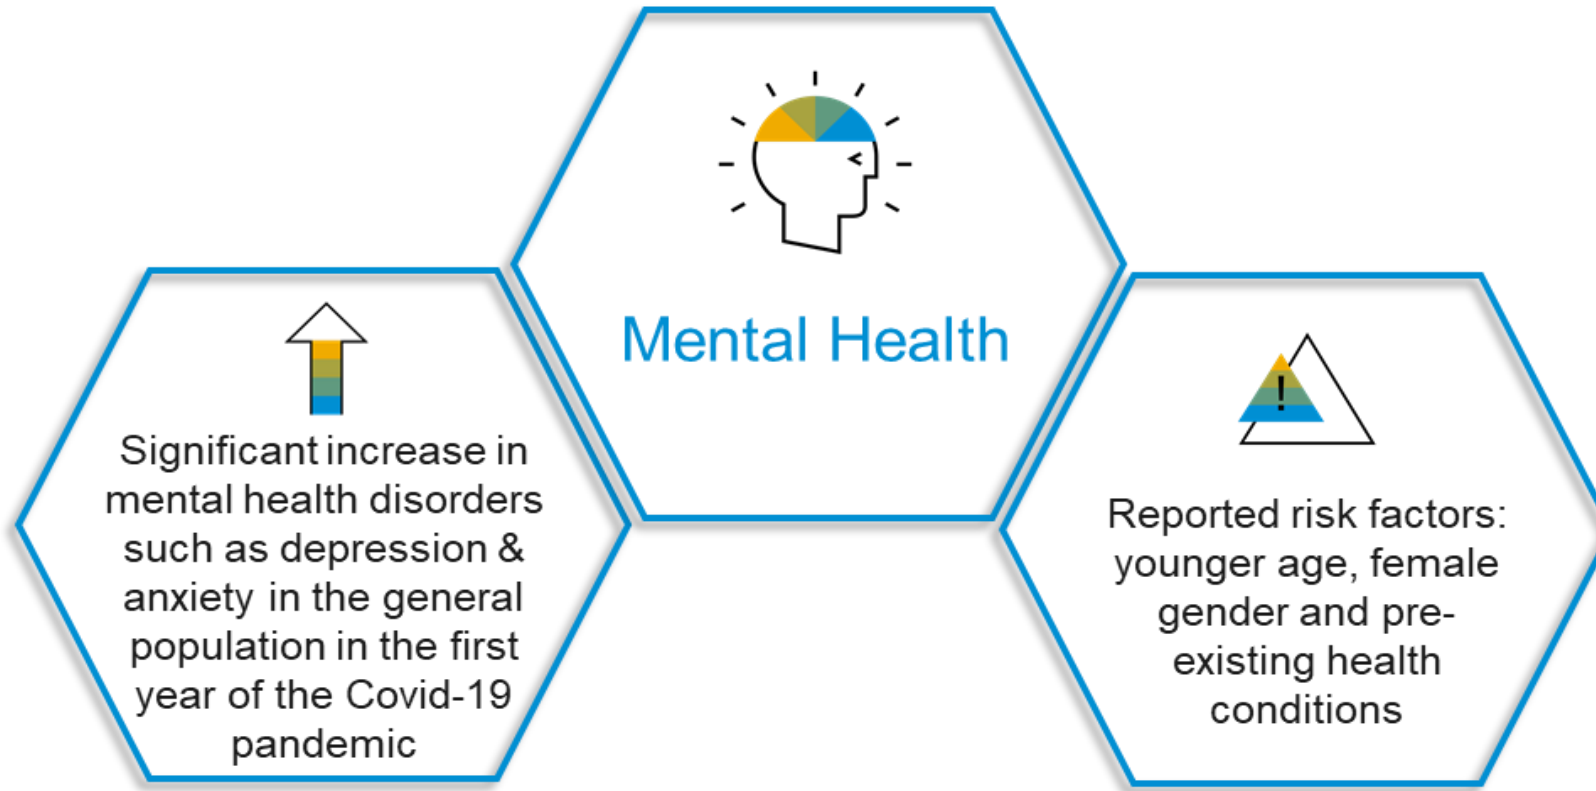 Mental Health
Significant increase in
mental health disorders
such as depression &
anxiety in the general
population in the first
year of the Covid-19
pandemic
!
Reported risk factors:
younger age, female
gender and pre-
existing health
conditions